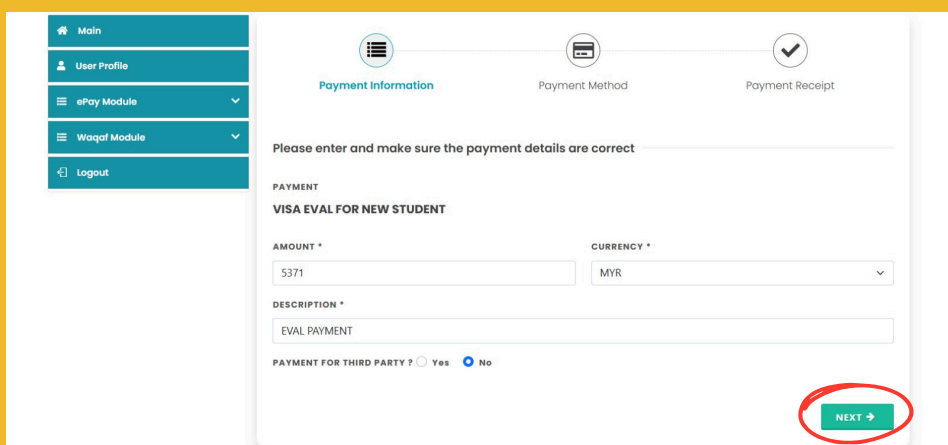 Main
User Profile
ePay Module
Waqaf Module
Logout
Payment Information
Payment Method
Payment Receipt
Please enter and make sure the payment details are correct
PAYMENT
VISA EVAL FOR NEW STUDENT
AMOUNT * CURRENCY *
5371 MYR
DESCRIPTION *
EVAL PAYMENT
PAYMENT FOR THIRD PARTY ? Yes No
NEXT →